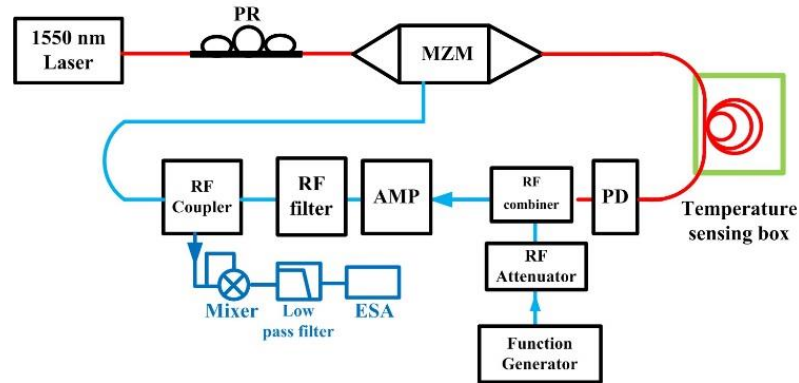 PR
1550 nm
Laser
MZM
RF
Coupler
RF
filter
AMP
RF
combiner
PD
Temperature
sensing box
RF
Attenuator
Mixer
Low
pass filter
ESA
Function
Generator